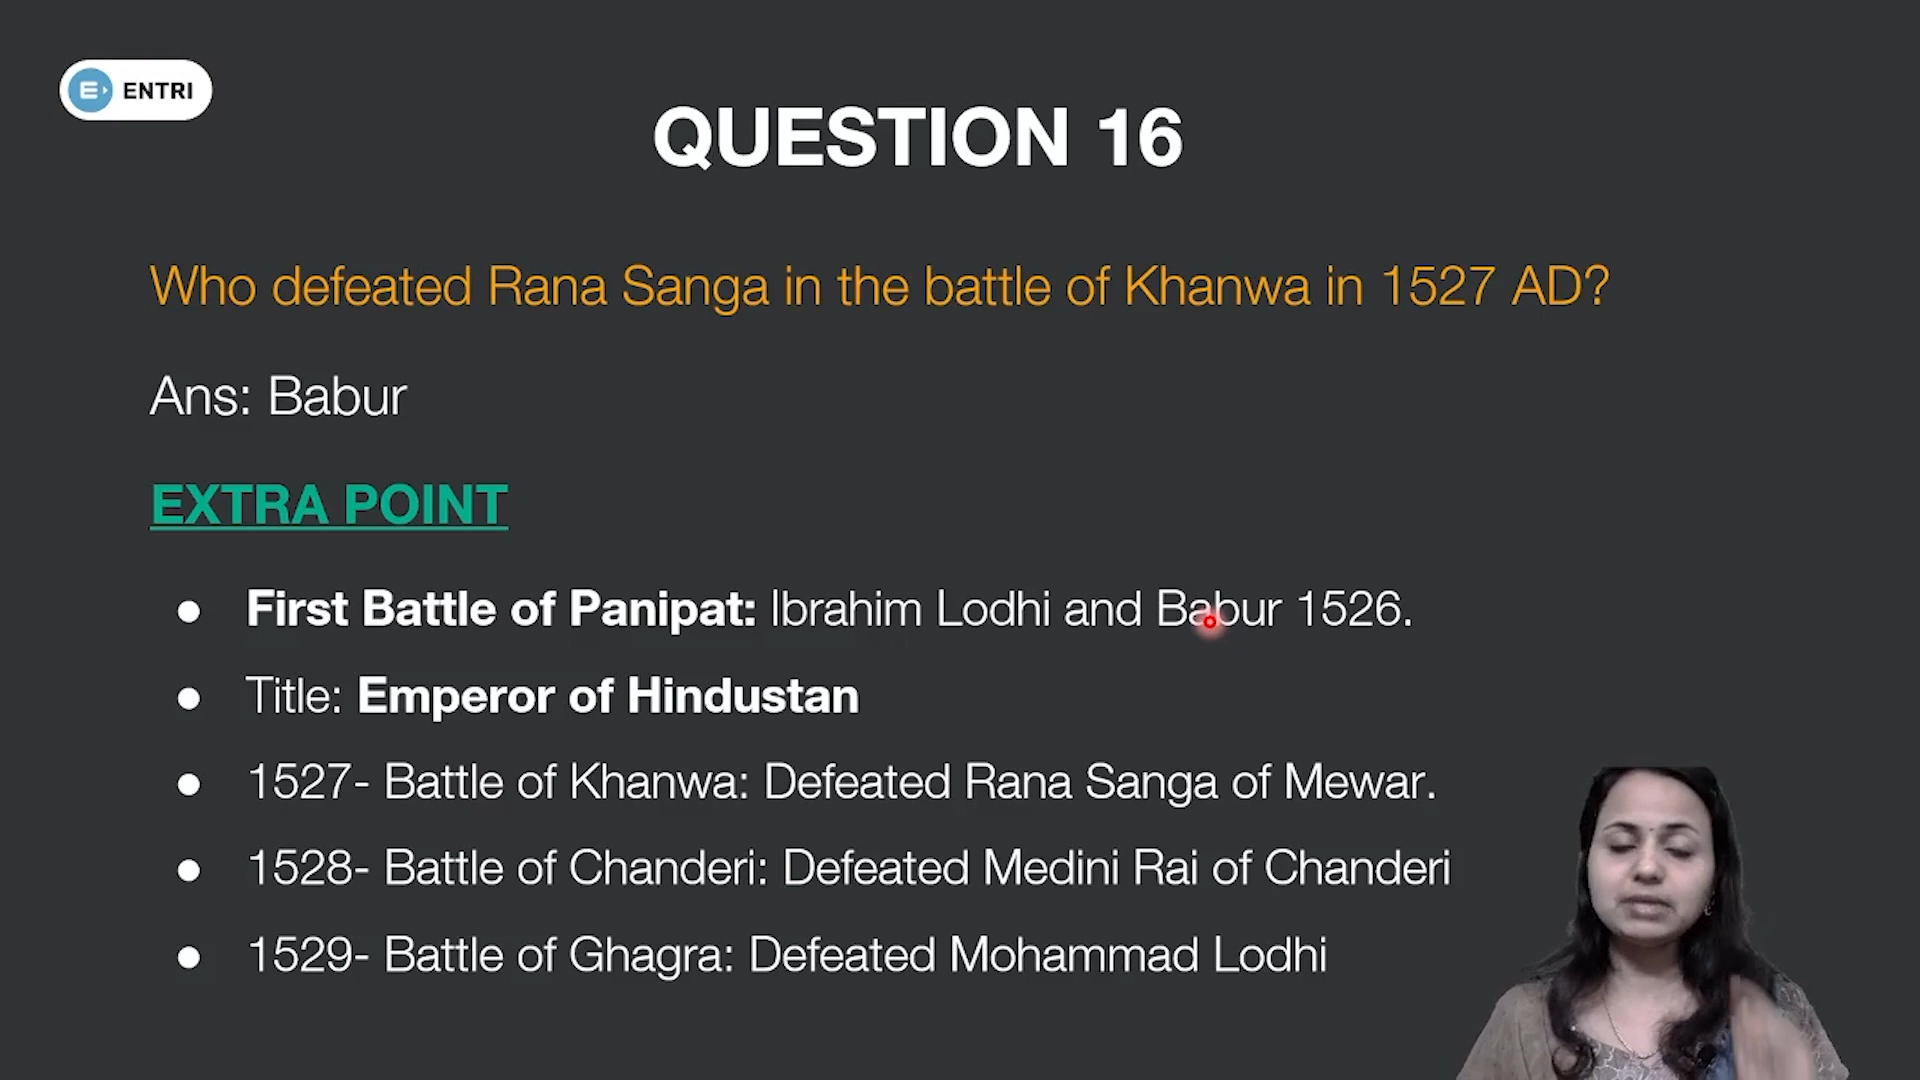 ENTRI
QUESTION 16
Who defeated Rana Sanga in the battle of Khanwa in 1527 AD?
Ans: Babur
EXTRA POINT
● First Battle of Panipat: Ibrahim Lodhi and Babur 1526.
● Title: Emperor of Hindustan
● 1527- Battle of Khanwa: Defeated Rana Sanga of Mewar.
● 1528- Battle of Chanderi: Defeated Medini Rai of Chanderi
● 1529- Battle of Ghagra: Defeated Mohammad Lodhi